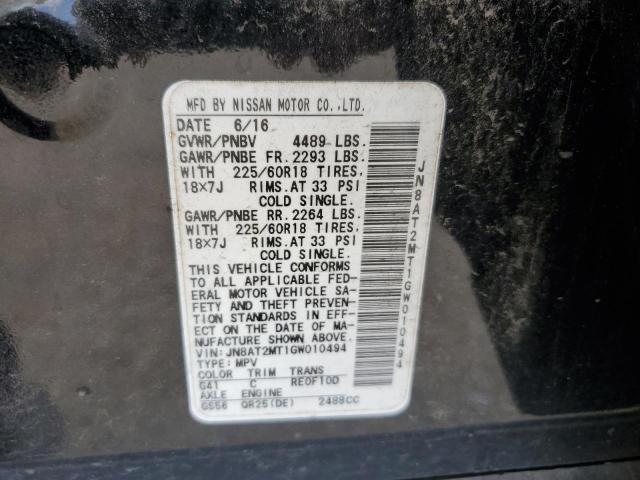 MFD BY NISSAN MOTOR CO.,LTD.
DATE 6/16
GVWR/PNBV 4489 LBS.
GAWR/PNBE FR. 2293 LBS.
WITH 225/60R18 TIRES,
18X7J RIMS. AT 33 PSI
COLD SINGLE.
GAWR/PNBE RR. 2264 LBS.
WITH 225/60R18 TIRES,
18X7J RIMS. AT 33 PSI
COLD SINGLE.
THIS VEHICLE CONFORMS
TO ALL APPLICABLE FED-
ERAL MOTOR VEHICLE SA-
FETY AND THEFT PREVEN-
TION STANDARDS IN EFF-
ECT ON THE DATE OF MA-
NUFACTURE SHOWN ABOVE.
VIN: JN8AT2MT1GW010494
TYPE: MPV
COLOR TRIM TRANS
G41 C RE0F10D
AXLE ENGINE
GS56 QR25(DE) 2488CC
JN8AT2MT1GW010494